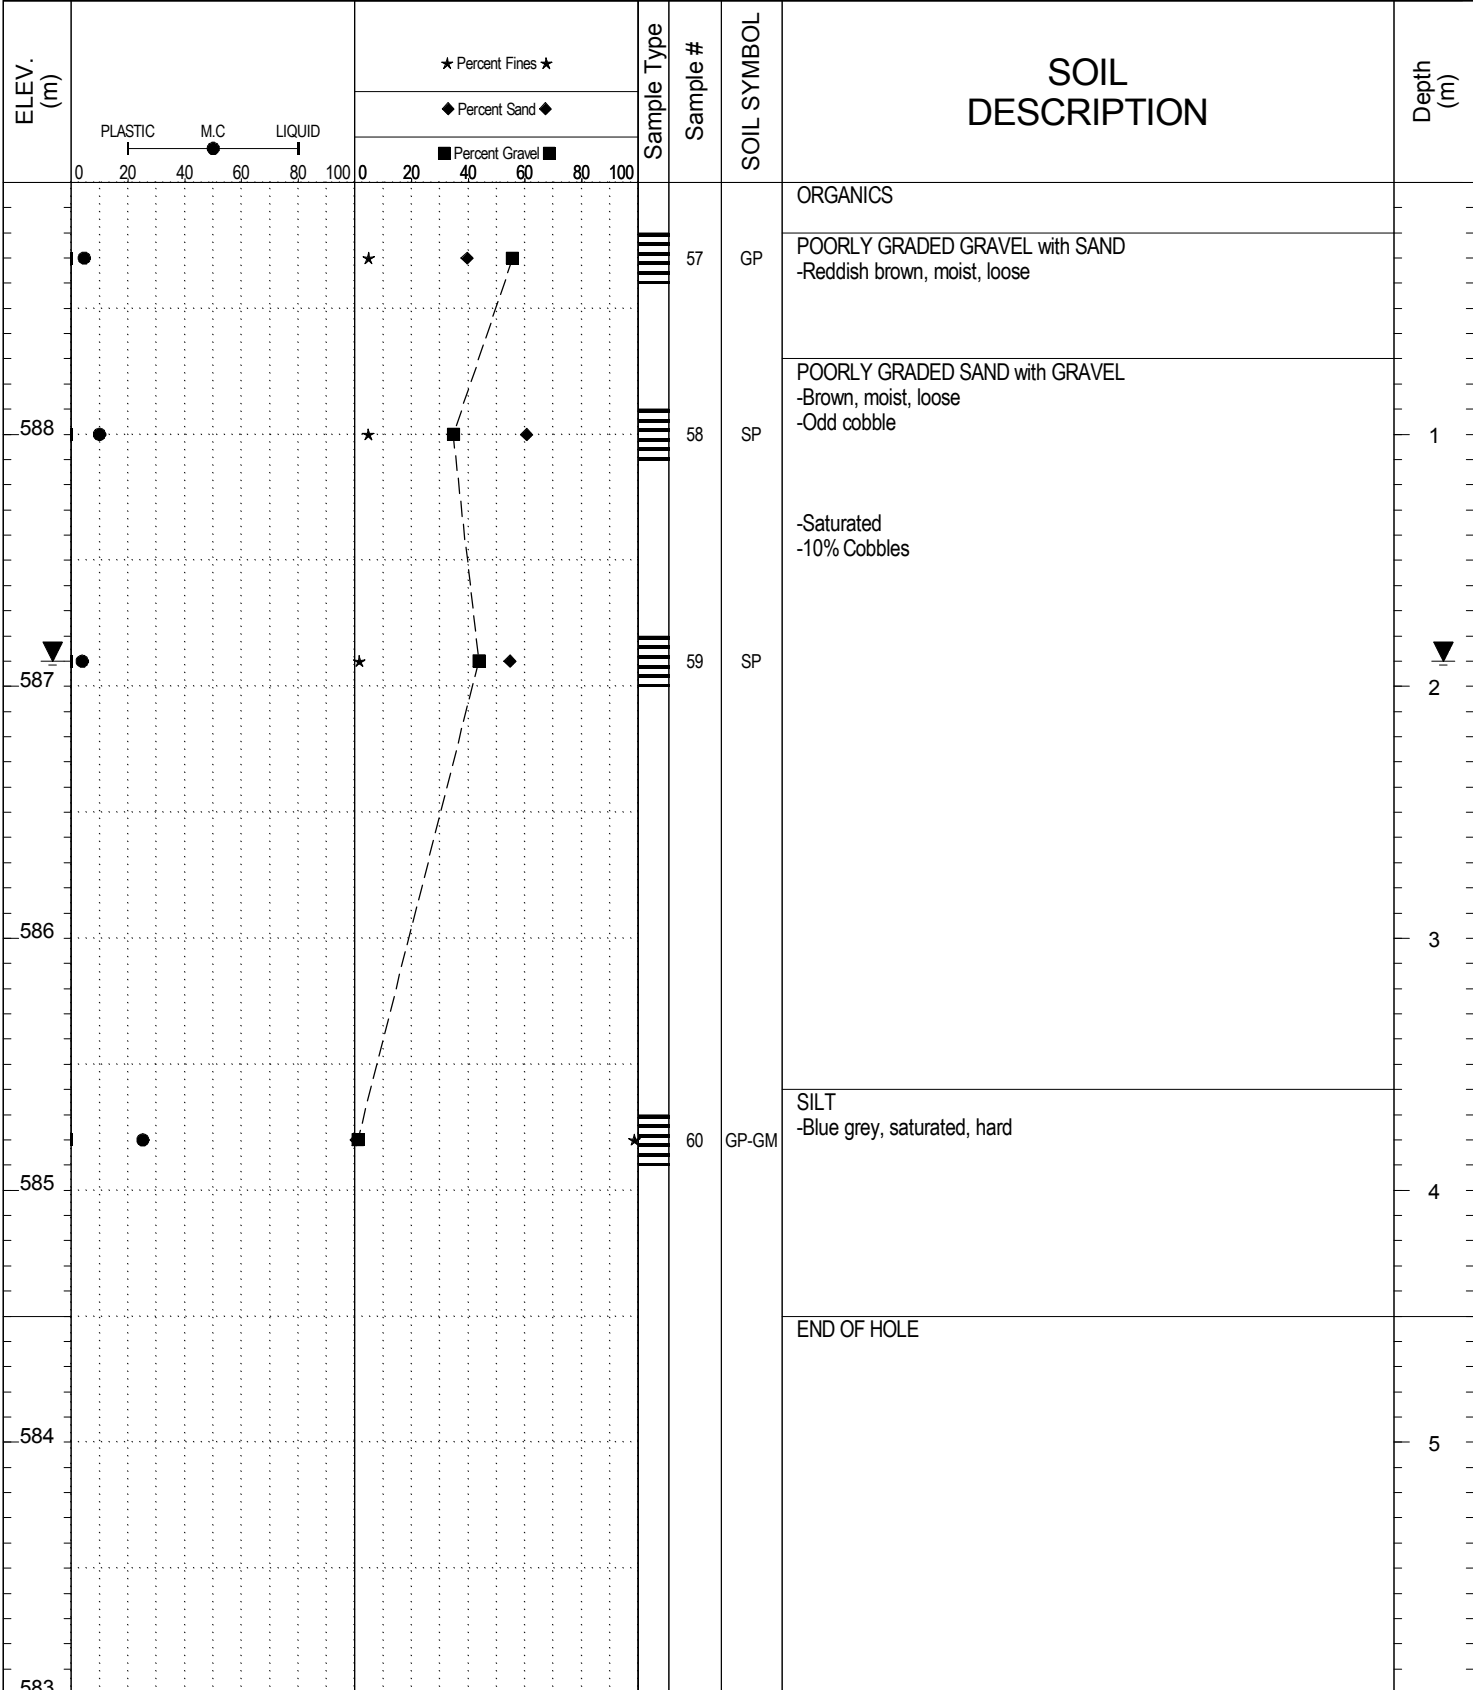 ELEV.
(m)
PLASTIC M.C LIQUID
20 40 60 80
0 100
★ Percent Fines ★
◆ Percent Sand ◆
■ Percent Gravel ■
0 20 40 60 80 100
Sample Type
Sample #
SOIL SYMBOL
SOIL
DESCRIPTION
Depth
(m)
ORGANICS
57 GP
POORLY GRADED GRAVEL with SAND
-Reddish brown, moist, loose
POORLY GRADED SAND with GRAVEL
-Brown, moist, loose
-Odd cobble
588 58 SP 1
-Saturated
-10% Cobbles
59 SP
587 2
586 3
SILT
-Blue grey, saturated, hard
60 GP-GM
585 4
END OF HOLE
584 5
583